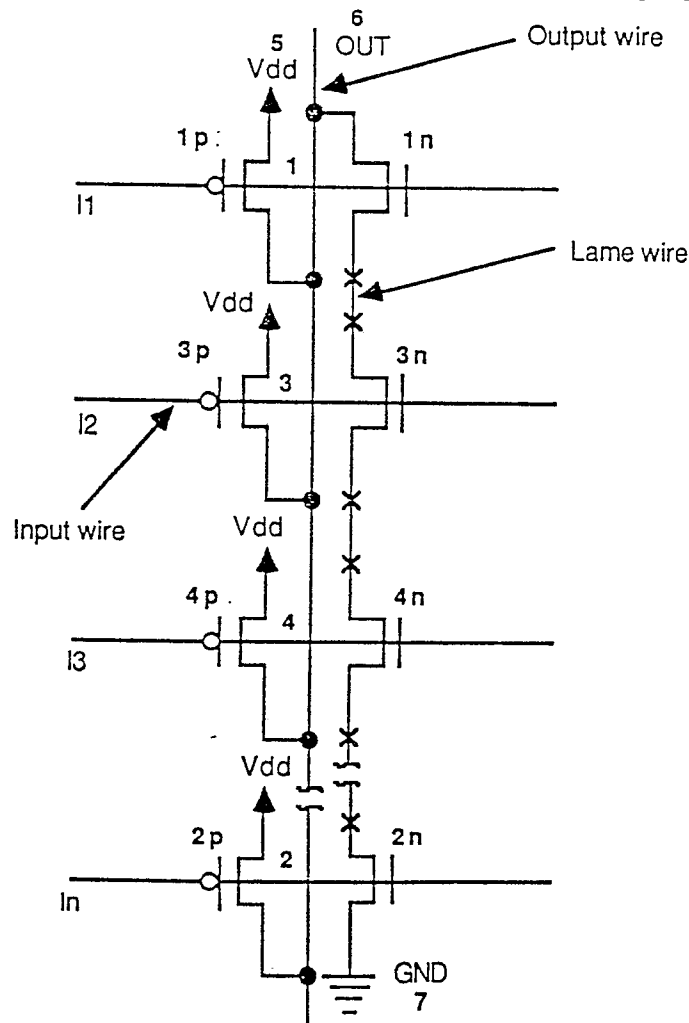 6
5 OUT Output wire
Vdd
1p : 1n
1
I1
Lame wire
Vdd
3p 3n
3
I2
Input wire
Vdd
4p . 4n
4
I3
Vdd
2p 2n
2
In
GND
7